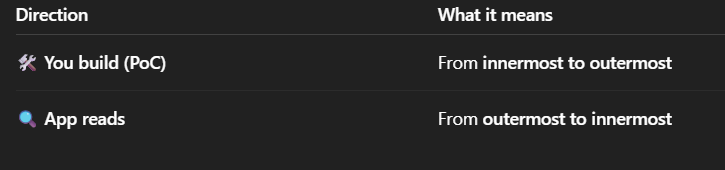 Direction What it means
🛠️ You build (PoC) From innermost to outermost
🔍 App reads From outermost to innermost